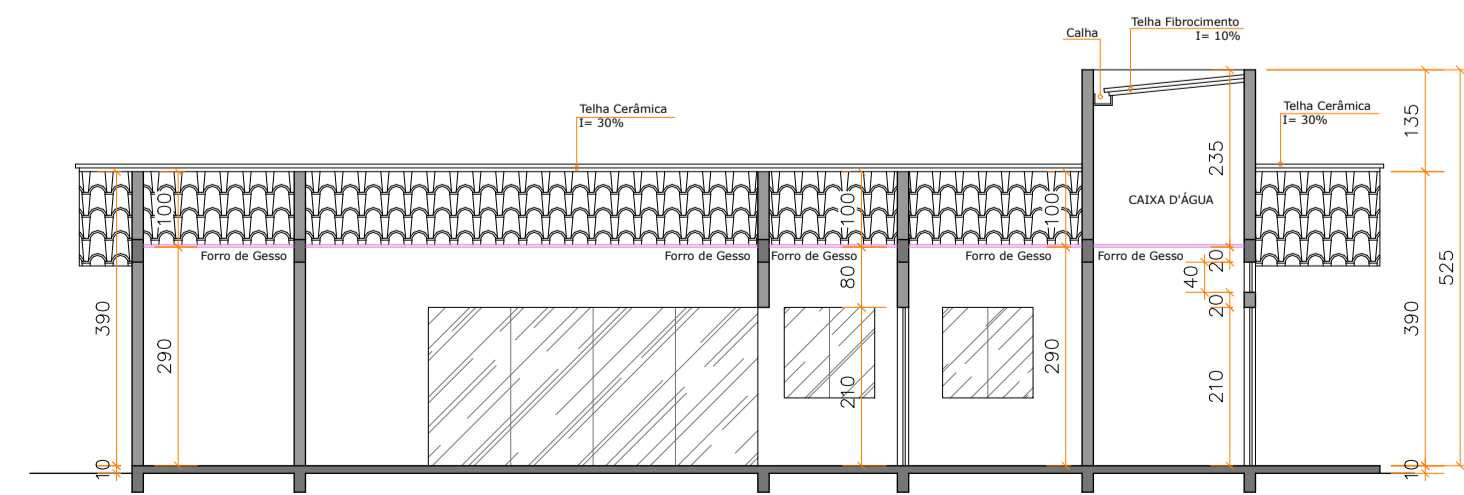 Telha Fibrocimento
I= 10%
Calha
Telha Cerâmica
I= 30%
Telha Cerâmica
I= 30%
135
235
525
CAIXA D'ÁGUA
100
100
100
Forro de Gesso
Forro de Gesso
Forro de Gesso
Forro de Gesso
Forro de Gesso
20
40
80
20
390
390
290
290
210
210
10
10